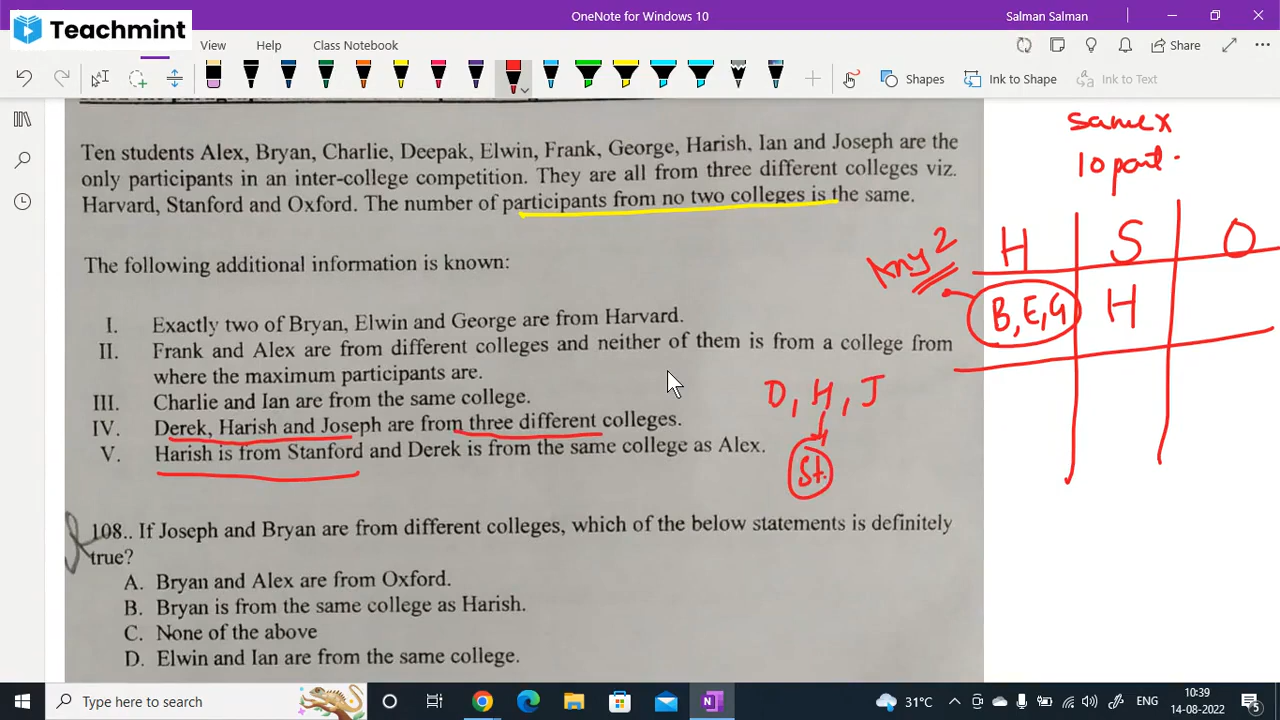 OneNote for Windows 10
Salman Salman
Teachmint
View Help Class Notebook
Share
Shapes
Ink to Shape
Ink to Text
Ten students Alex, Bryan, Charlie, Deepak, Elwin, Frank, George, Harish, Ian and Joseph are the
only participants in an inter-college competition. They are all from three different colleges viz.
Harvard, Stanford and Oxford. The number of participants from no two colleges is the same.
The following additional information is known:
I. Exactly two of Bryan, Elwin and George are from Harvard.
II. Frank and Alex are from different colleges and neither of them is from a college from
where the maximum participants are.
III. Charlie and Ian are from the same college.
IV. Derek, Harish and Joseph are from three different colleges.
V. Harish is from Stanford and Derek is from the same college as Alex.
108.. If Joseph and Bryan are from different colleges, which of the below statements is definitely
true?
A. Bryan and Alex are from Oxford.
B. Bryan is from the same college as Harish.
C. None of the above
D. Elwin and Ian are from the same college.
same x
10 part.
Any 2
H S O
B, E, G H
D, H, J
St.
Type here to search
31°C
ENG
10:39
14-08-2022
5